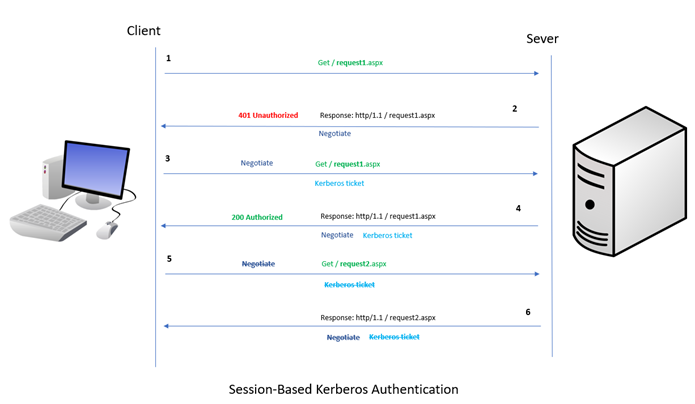 Client
Sever
1
Get / request1.aspx
2
401 Unauthorized Response: http/1.1 / request1.aspx
Negotiate
3
Negotiate Get / request1.aspx
Kerberos ticket
4
200 Authorized Response: http/1.1 / request1.aspx
Negotiate Kerberos ticket
5
Negotiate Get / request2.aspx
Kerberos ticket
6
Response: http/1.1 / request2.aspx
Negotiate Kerberos ticket
Session-Based Kerberos Authentication